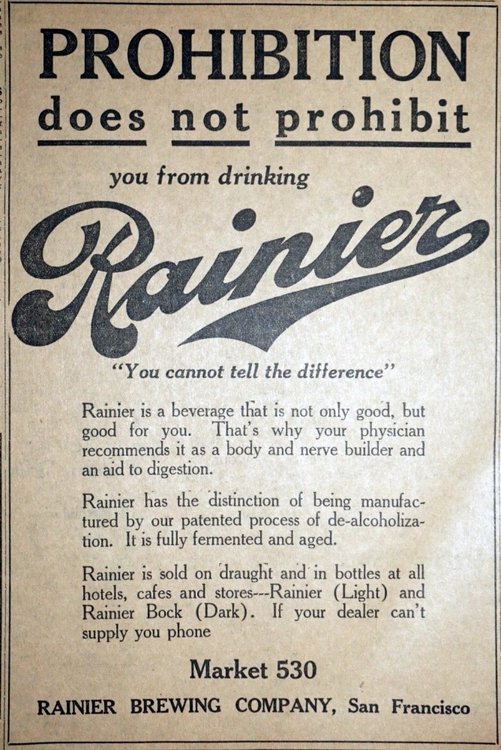 PROHIBITION
does not prohibit
you from drinking
Rainier
"You cannot tell the difference"
Rainier is a beverage that is not only good, but
good for you. That's why your physician
recommends it as a body and nerve builder and
an aid to digestion.
Rainier has the distinction of being manufac-
tured by our patented process of de-alcoholiza-
tion. It is fully fermented and aged.
Rainier is sold on draught and in bottles at all
hotels, cafes and stores---Rainier (Light) and
Rainier Bock (Dark). If your dealer can't
supply you phone
Market 530
RAINIER BREWING COMPANY, San Francisco